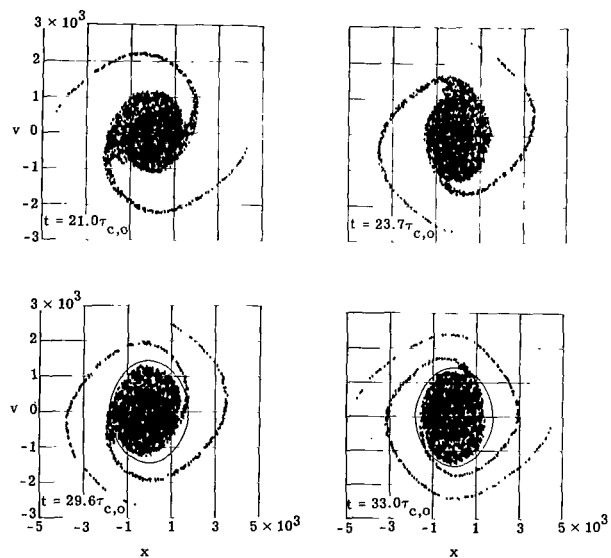 3 × 10³
2
1
v 0
-1
-2
-3
t = 21.0τc,o
t = 23.7τc,o
3 × 10³
2
1
v 0
-1
-2
-3
t = 29.6τc,o
t = 33.0τc,o
-5 -3 -1 1 3 5 × 10³
-5 -3 -1 1 3 5 × 10³
x x